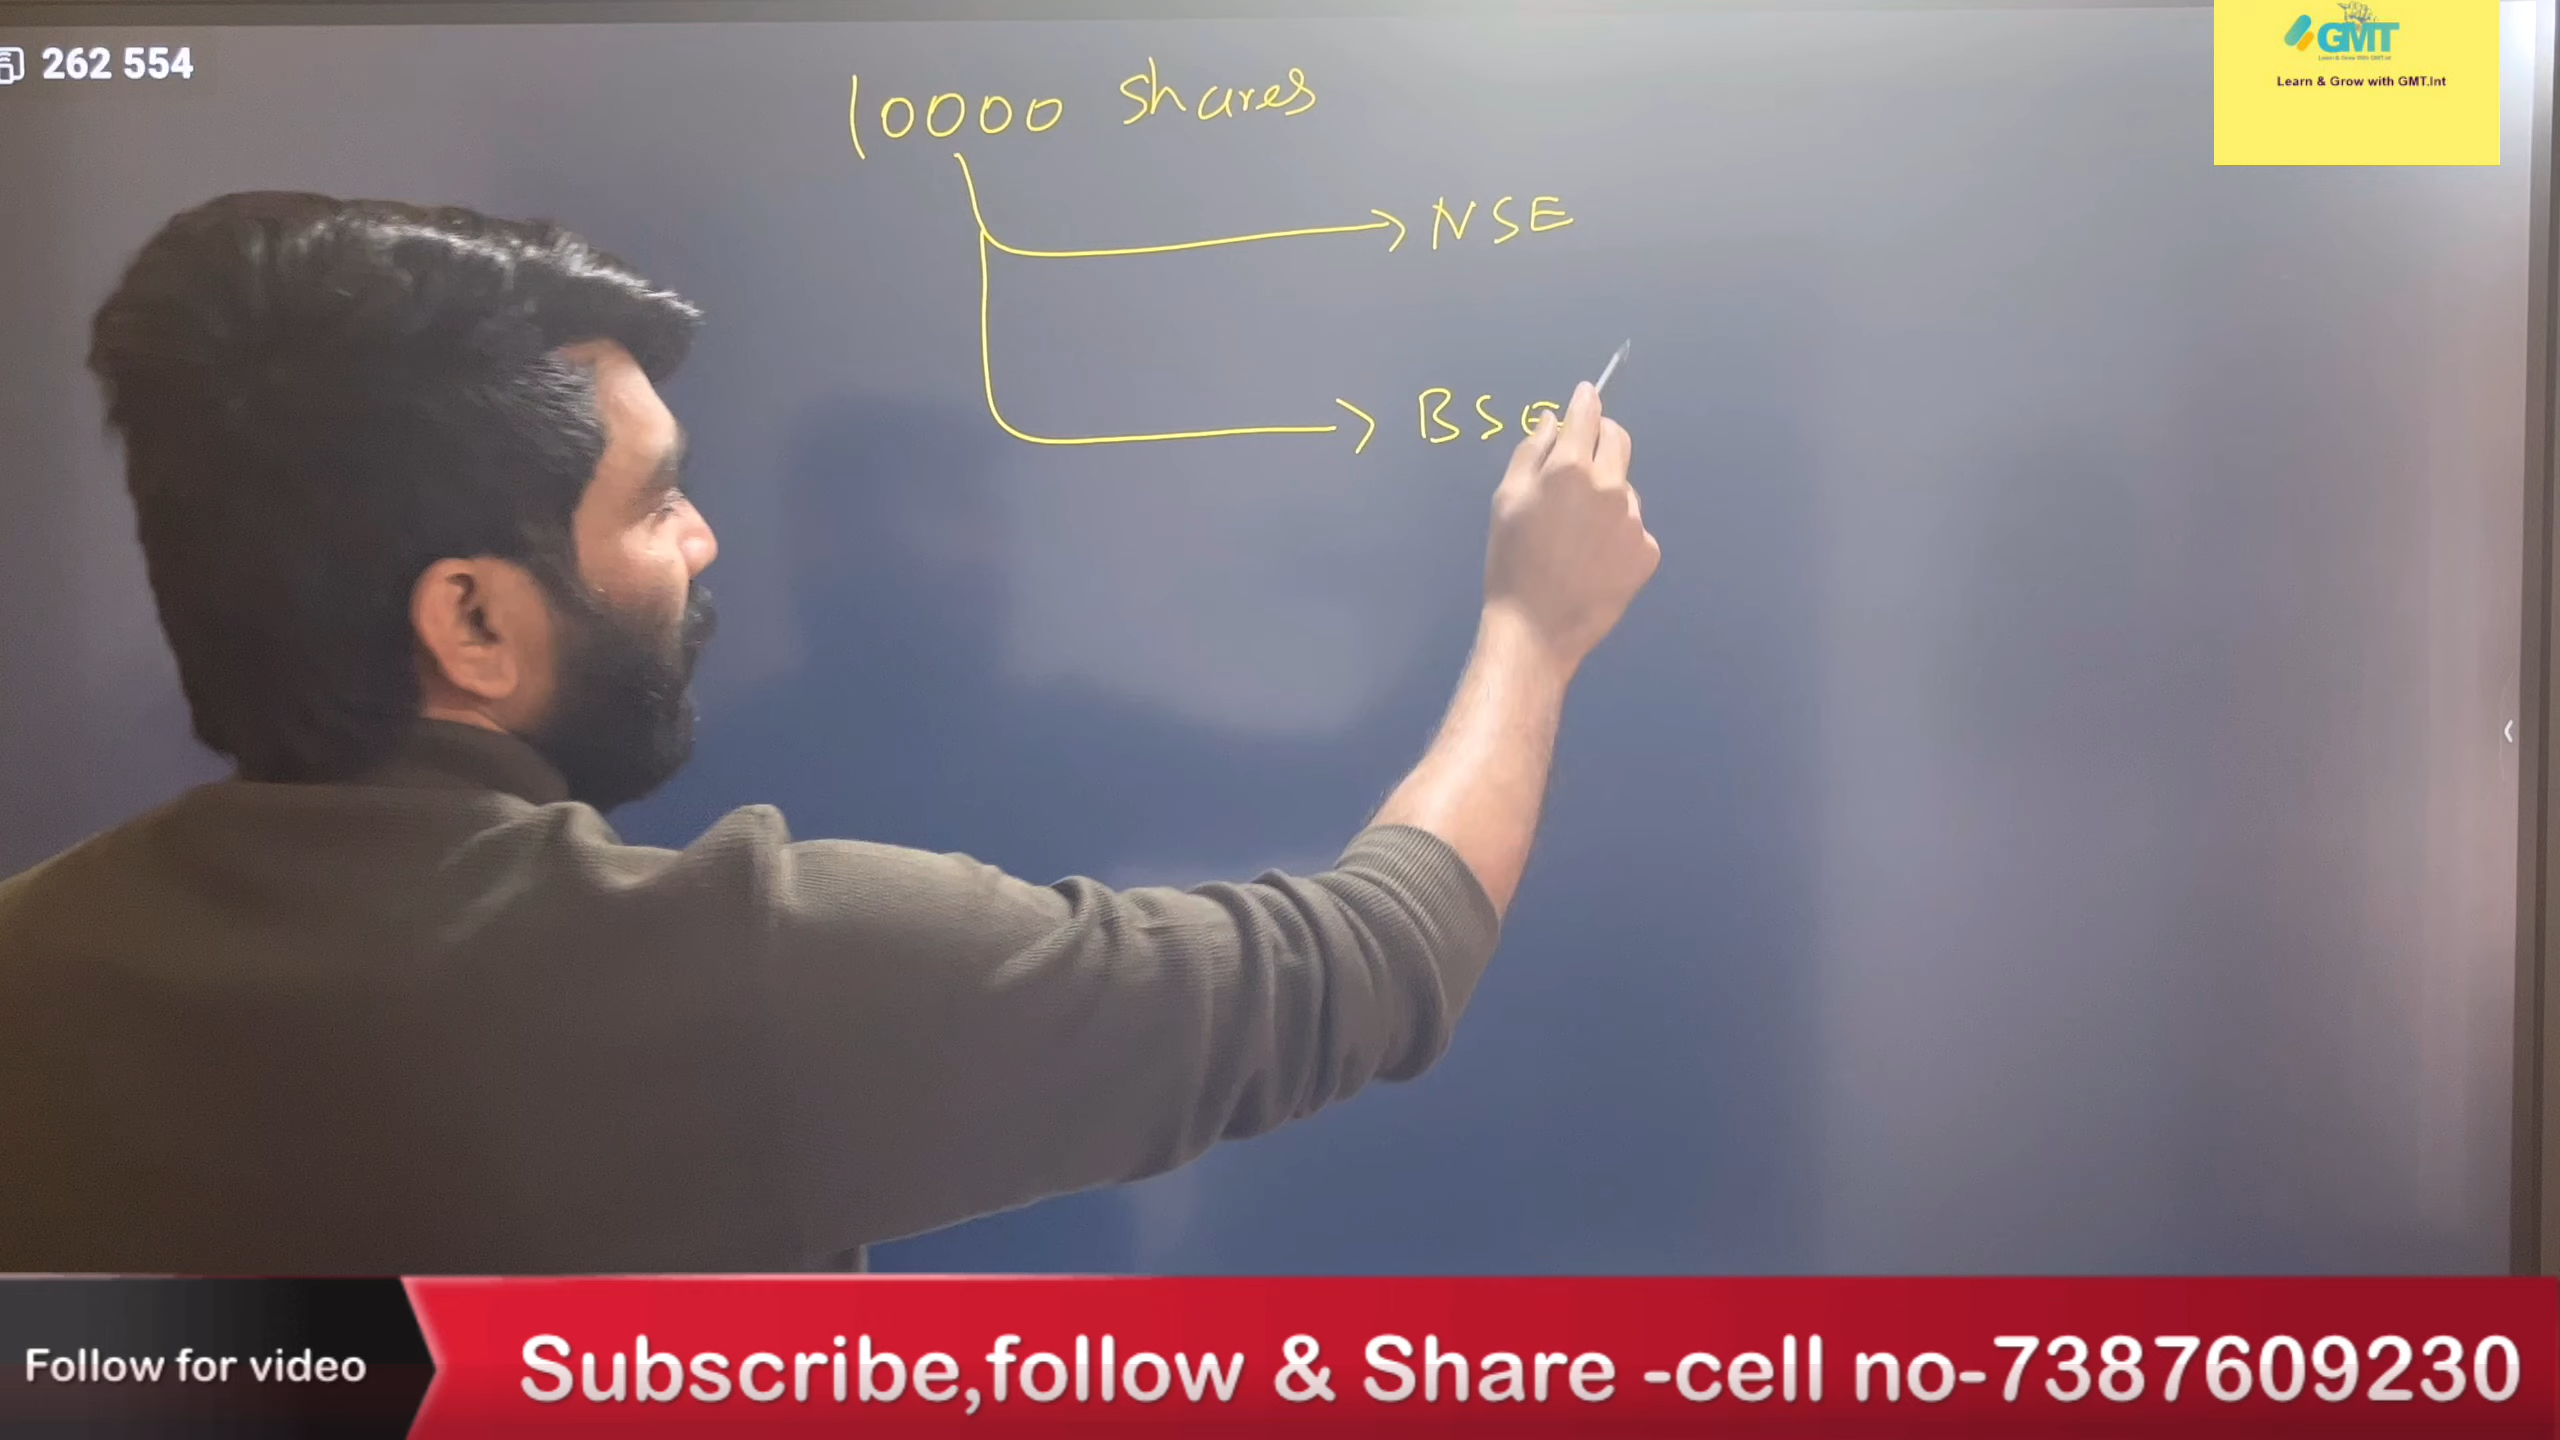 262 554
10000 shares
NSE
BSE
GMT
Learn & Grow with GMT.Int
Follow for video
Subscribe,follow & Share -cell no-7387609230